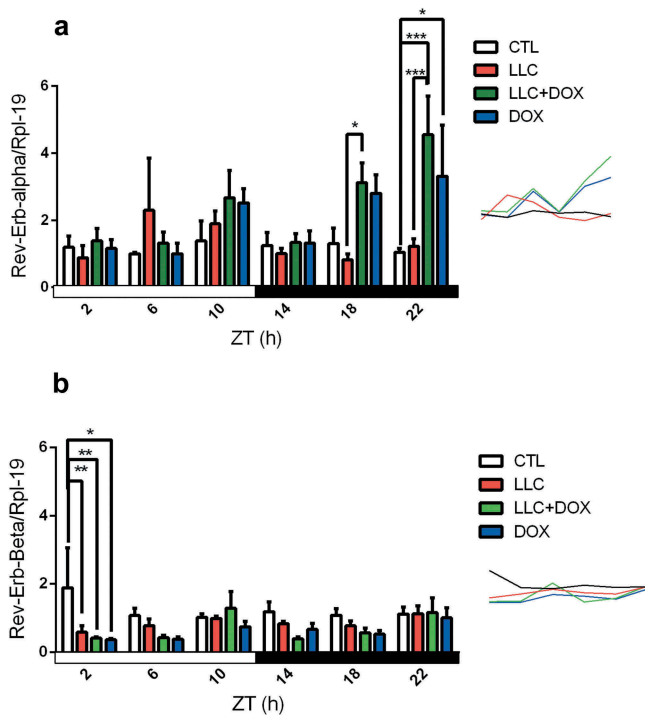 a
Rev-Erb-alpha/Rpl-19
6
4
2
0
*
***
***
*
CTL
LLC
LLC+DOX
DOX
2 6 10 14 18 22
ZT (h)
b
Rev-Erb-Beta/Rpl-19
6
4
2
0
*
**
**
CTL
LLC
LLC+DOX
DOX
2 6 10 14 18 22
ZT (h)